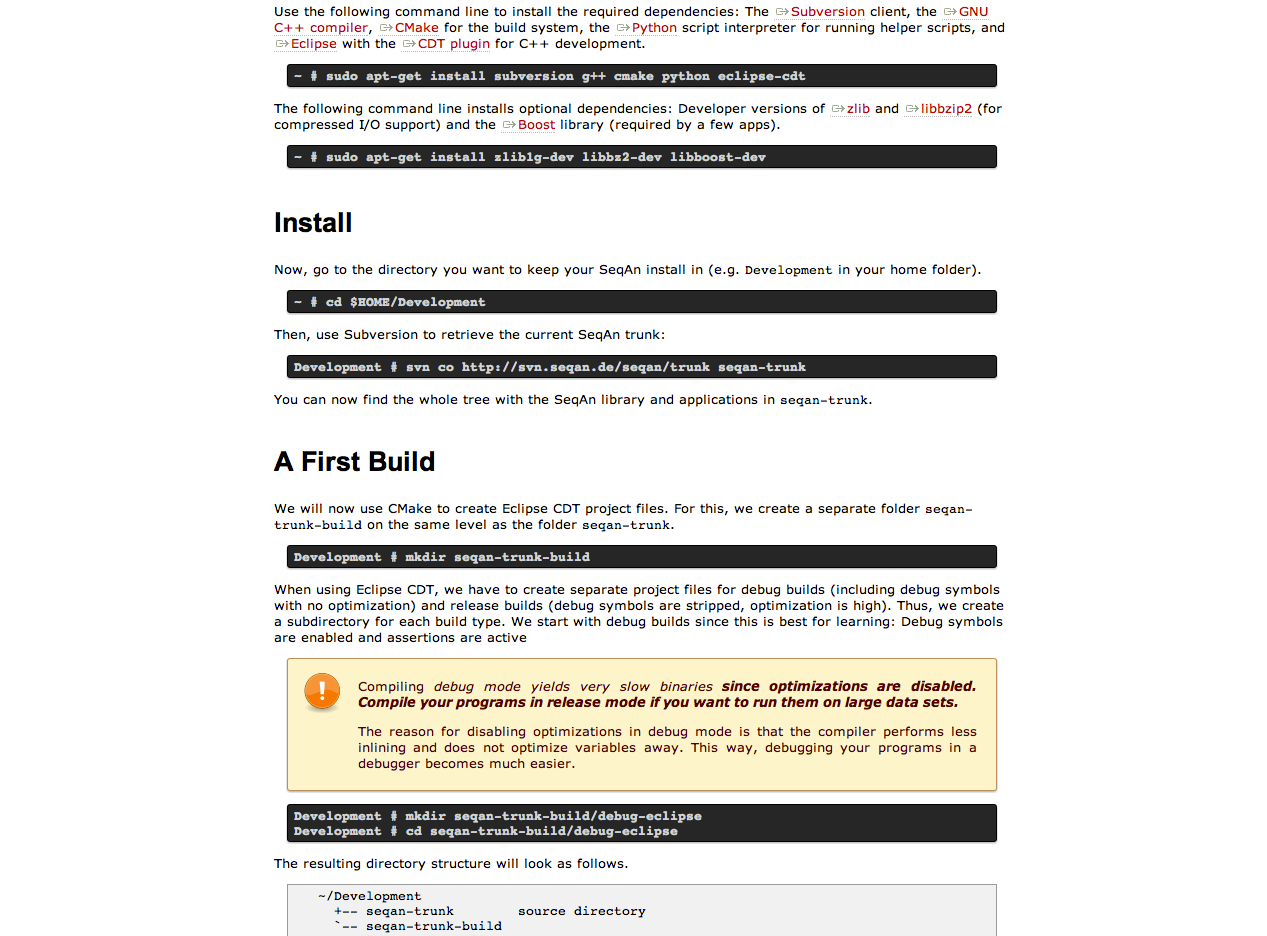 Use the following command line to install the required dependencies: The Subversion client, the GNU
C++ compiler, CMake for the build system, the Python script interpreter for running helper scripts, and
Eclipse with the CDT plugin for C++ development.
~ # sudo apt-get install subversion g++ cmake python eclipse-cdt
The following command line installs optional dependencies: Developer versions of zlib and libbzip2 (for
compressed I/O support) and the Boost library (required by a few apps).
~ # sudo apt-get install zlib1g-dev libbz2-dev libboost-dev
Install
Now, go to the directory you want to keep your SeqAn install in (e.g. Development in your home folder).
~ # cd $HOME/Development
Then, use Subversion to retrieve the current SeqAn trunk:
Development # svn co http://svn.seqan.de/seqan/trunk seqan-trunk
You can now find the whole tree with the SeqAn library and applications in seqan-trunk.
A First Build
We will now use CMake to create Eclipse CDT project files. For this, we create a separate folder seqan-
trunk-build on the same level as the folder seqan-trunk.
Development # mkdir seqan-trunk-build
When using Eclipse CDT, we have to create separate project files for debug builds (including debug symbols
with no optimization) and release builds (debug symbols are stripped, optimization is high). Thus, we create
a subdirectory for each build type. We start with debug builds since this is best for learning: Debug symbols
are enabled and assertions are active
Compiling debug mode yields very slow binaries since optimizations are disabled.
Compile your programs in release mode if you want to run them on large data sets.
The reason for disabling optimizations in debug mode is that the compiler performs less
inlining and does not optimize variables away. This way, debugging your programs in a
debugger becomes much easier.
Development # mkdir seqan-trunk-build/debug-eclipse
Development # cd seqan-trunk-build/debug-eclipse
The resulting directory structure will look as follows.
~/Development
+-- seqan-trunk source directory
`-- seqan-trunk-build